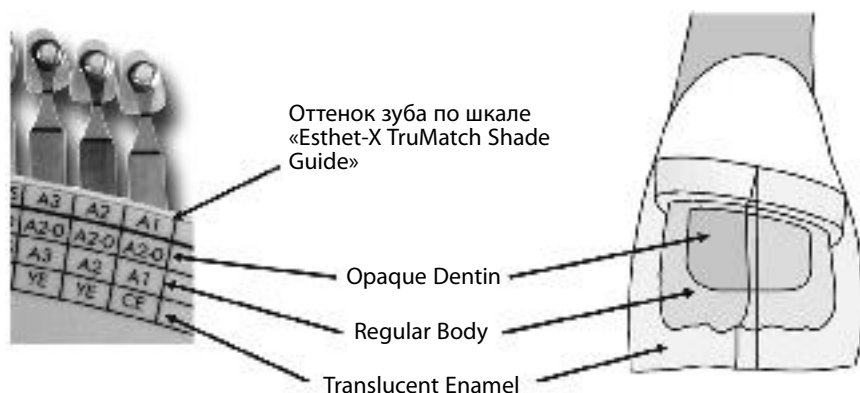 Оттенок зуба по шкале
«Esthet-X TruMatch Shade
Guide»
A3 A2 A1
A2-O A2-O A2-O
A3 A2 A1
YE YE CE
Opaque Dentin
Regular Body
Translucent Enamel